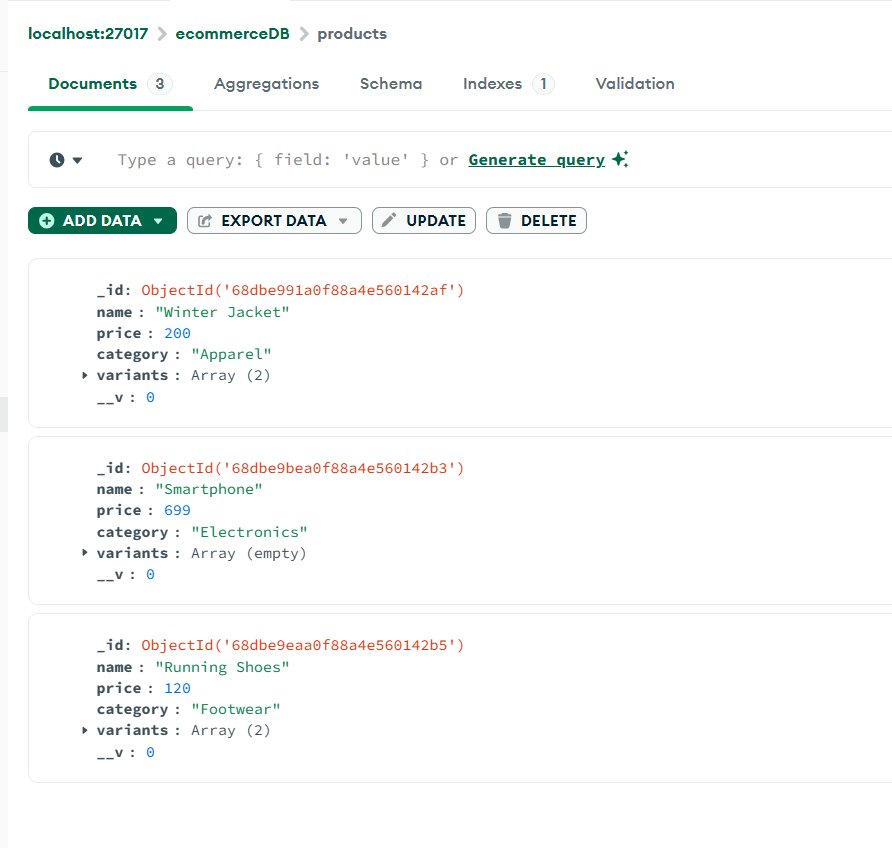 localhost:27017 > ecommerceDB > products
Documents 3 Aggregations Schema Indexes 1 Validation
Type a query: { field: 'value' } or Generate query
ADD DATA EXPORT DATA UPDATE DELETE
_id: ObjectId('68dbe991a0f88a4e560142af')
name : "Winter Jacket"
price : 200
category : "Apparel"
variants : Array (2)
__v : 0
_id: ObjectId('68dbe9bea0f88a4e560142b3')
name : "Smartphone"
price : 699
category : "Electronics"
variants : Array (empty)
__v : 0
_id: ObjectId('68dbe9eaa0f88a4e560142b5')
name : "Running Shoes"
price : 120
category : "Footwear"
variants : Array (2)
__v : 0